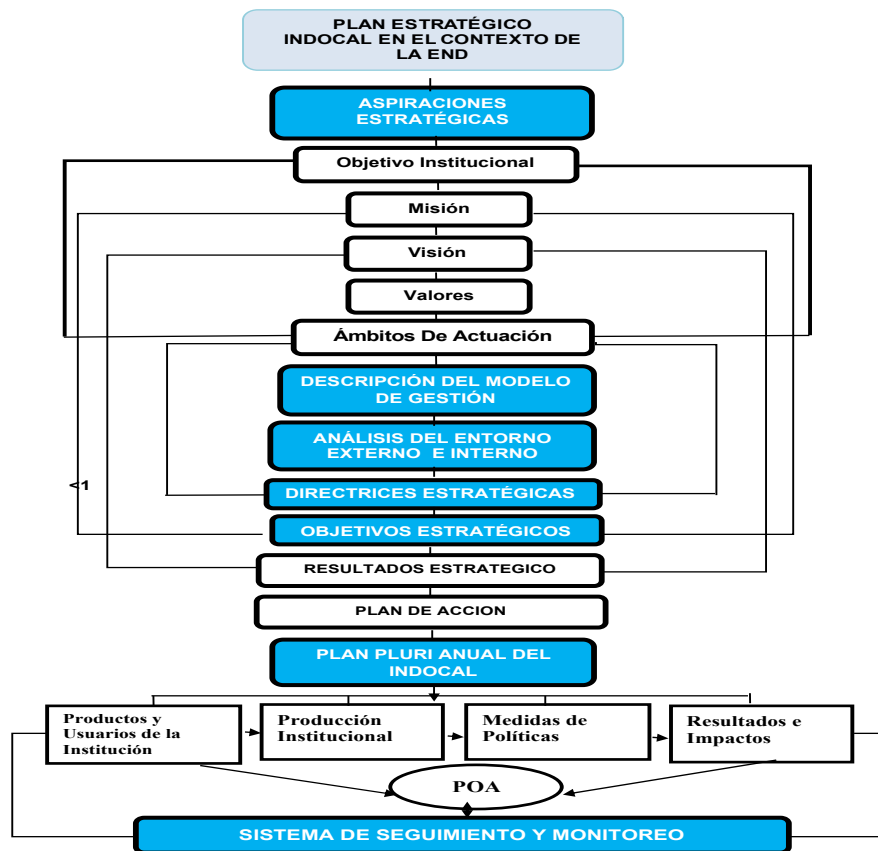 PLAN ESTRATÉGICO
INDOCAL EN EL CONTEXTO DE
LA END
ASPIRACIONES
ESTRATÉGICAS
Objetivo Institucional
Misión
Visión
Valores
Ámbitos De Actuación
DESCRIPCIÓN DEL MODELO
DE GESTIÓN
ANÁLISIS DEL ENTORNO
EXTERNO E INTERNO
<1
DIRECTRICES ESTRATÉGICAS
OBJETIVOS ESTRATÉGICOS
RESULTADOS ESTRATEGICO
PLAN DE ACCION
PLAN PLURI ANUAL DEL
INDOCAL
Productos y
Usuarios de la
Institución
Producción
Institucional
Medidas de
Políticas
Resultados e
Impactos
POA
SISTEMA DE SEGUIMIENTO Y MONITOREO